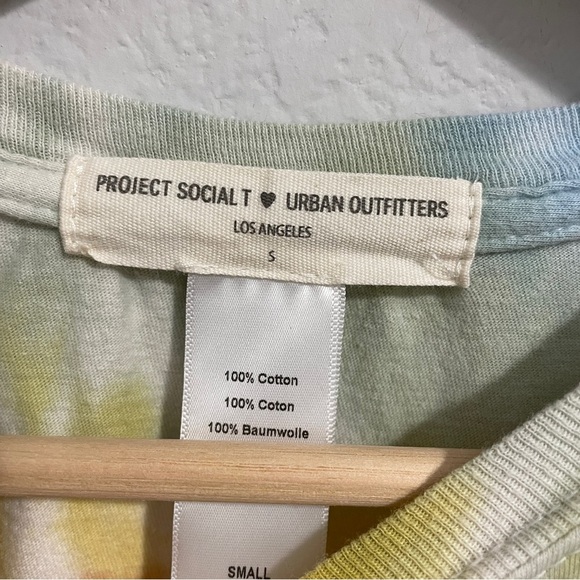 PROJECT SOCIAL T ♥ URBAN OUTFITTERS
LOS ANGELES
S
100% Cotton
100% Coton
100% Baumwolle
SMALL